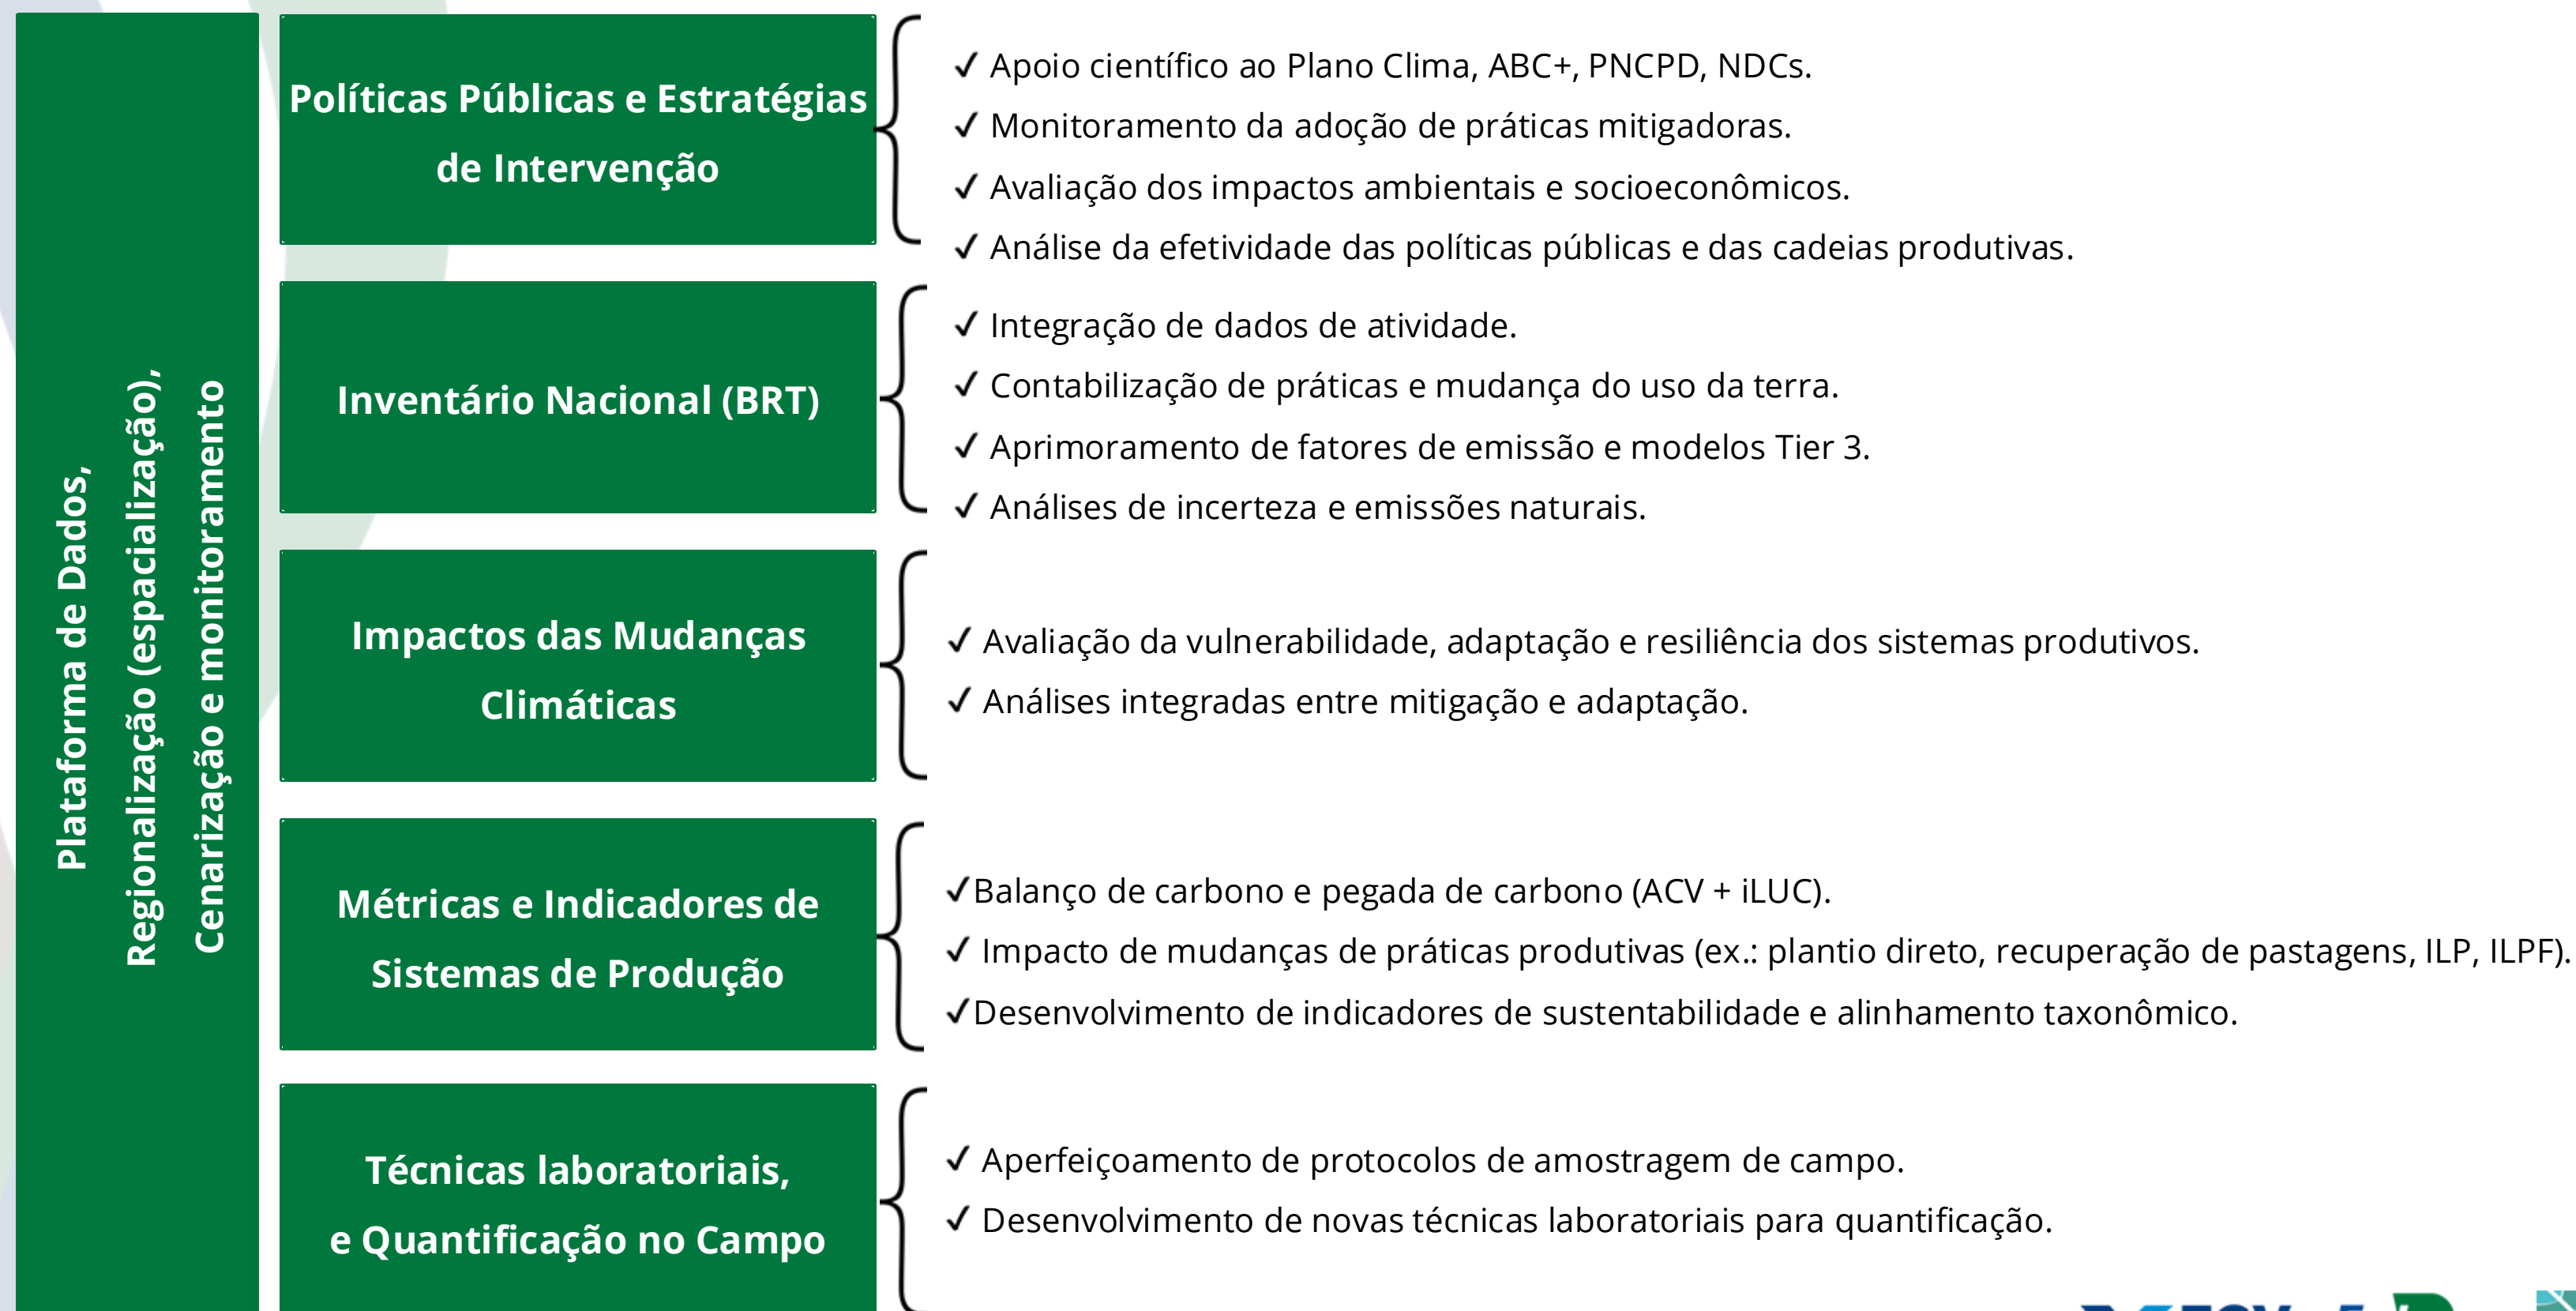 Plataforma de Dados,
Regionalização (espacialização),
Cenarização e monitoramento
Políticas Públicas e Estratégias
de Intervenção
✓ Apoio científico ao Plano Clima, ABC+, PNCPD, NDCs.
✓ Monitoramento da adoção de práticas mitigadoras.
✓ Avaliação dos impactos ambientais e socioeconômicos.
✓ Análise da efetividade das políticas públicas e das cadeias produtivas.
Inventário Nacional (BRT)
✓ Integração de dados de atividade.
✓ Contabilização de práticas e mudança do uso da terra.
✓ Aprimoramento de fatores de emissão e modelos Tier 3.
✓ Análises de incerteza e emissões naturais.
Impactos das Mudanças
Climáticas
✓ Avaliação da vulnerabilidade, adaptação e resiliência dos sistemas produtivos.
✓ Análises integradas entre mitigação e adaptação.
Métricas e Indicadores de
Sistemas de Produção
✓Balanço de carbono e pegada de carbono (ACV + iLUC).
✓ Impacto de mudanças de práticas produtivas (ex.: plantio direto, recuperação de pastagens, ILP, ILPF).
✓Desenvolvimento de indicadores de sustentabilidade e alinhamento taxonômico.
Técnicas laboratoriais,
e Quantificação no Campo
✓ Aperfeiçoamento de protocolos de amostragem de campo.
✓ Desenvolvimento de novas técnicas laboratoriais para quantificação.